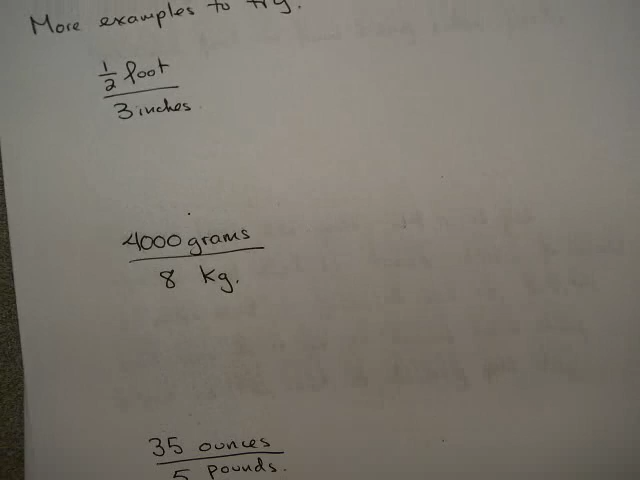 More examples to try.
1/2 foot
3 inches.
4000 grams
8 kg.
35 ounces
5 pounds.